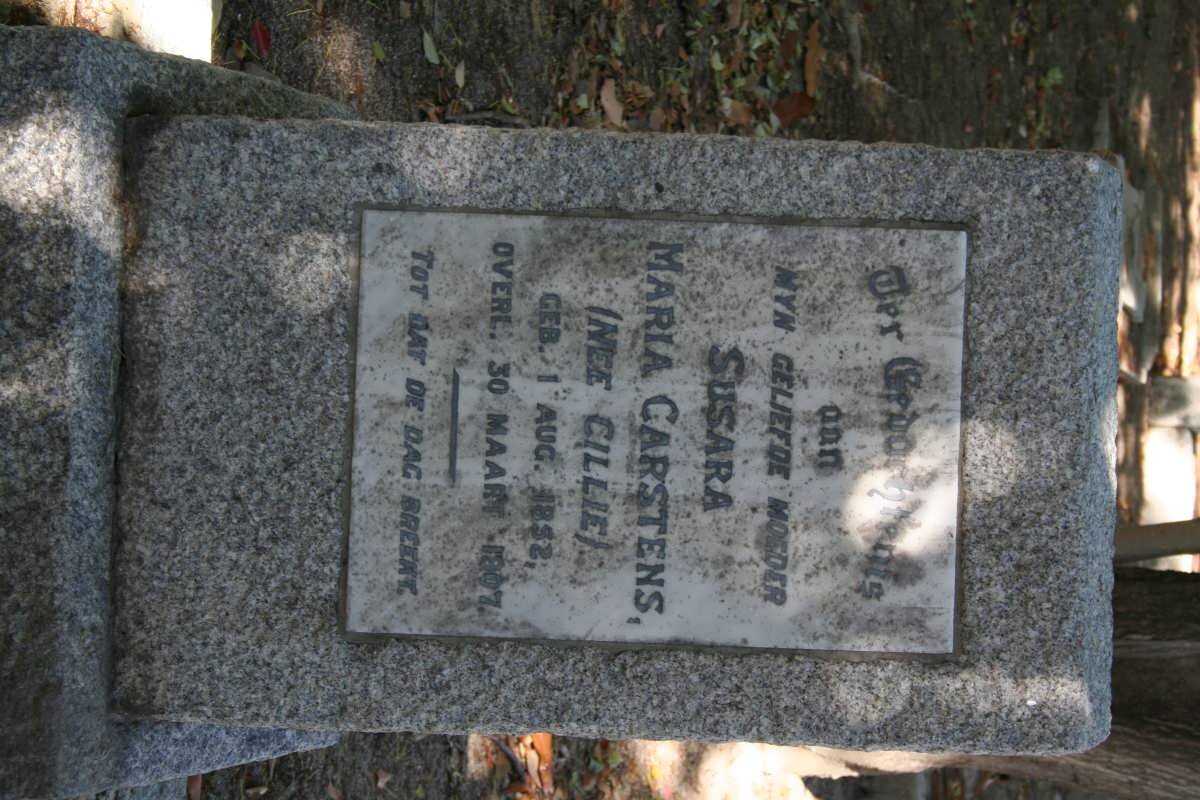 Ter Gedachtenis
aan
MYN GELIEFDE MOEDER
SUSARA
MARIA CARSTENS,
(NEE CILLIE)
GEB. 1 AUG. 1852,
OVERL. 30 MAART 1907.
TOT DAT DE DAG BREEKT